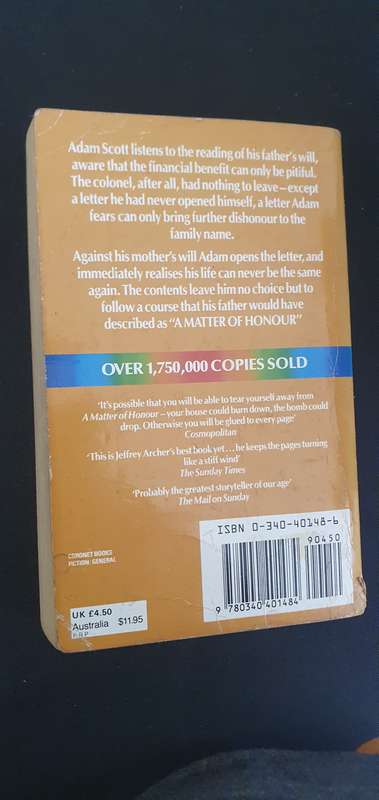 Adam Scott listens to the reading of his father's will,
aware that the financial benefit can only be pitiful.
The colonel, after all, had nothing to leave – except
a letter he had never opened himself, a letter Adam
fears can only bring further dishonour to the
family name.
Against his mother's will Adam opens the letter, and
immediately realises his life can never be the same
again. The contents leave him no choice but to
follow a course that his father would have
described as "A MATTER OF HONOUR"
OVER 1,750,000 COPIES SOLD
'It's possible that you will be able to tear yourself away from
A Matter of Honour – your house could burn down, the bomb could
drop. Otherwise you will be glued to every page'
Cosmopolitan
'This is Jeffrey Archer's best book yet... he keeps the pages turning
like a stiff wind'
The Sunday Times
'Probably the greatest storyteller of our age'
The Mail on Sunday
ISBN 0-340-40148-6
90450
9 780340 401484
CORONET BOOKS
FICTION: GENERAL
UK £4.50
Australia $11.95
R.R.P.